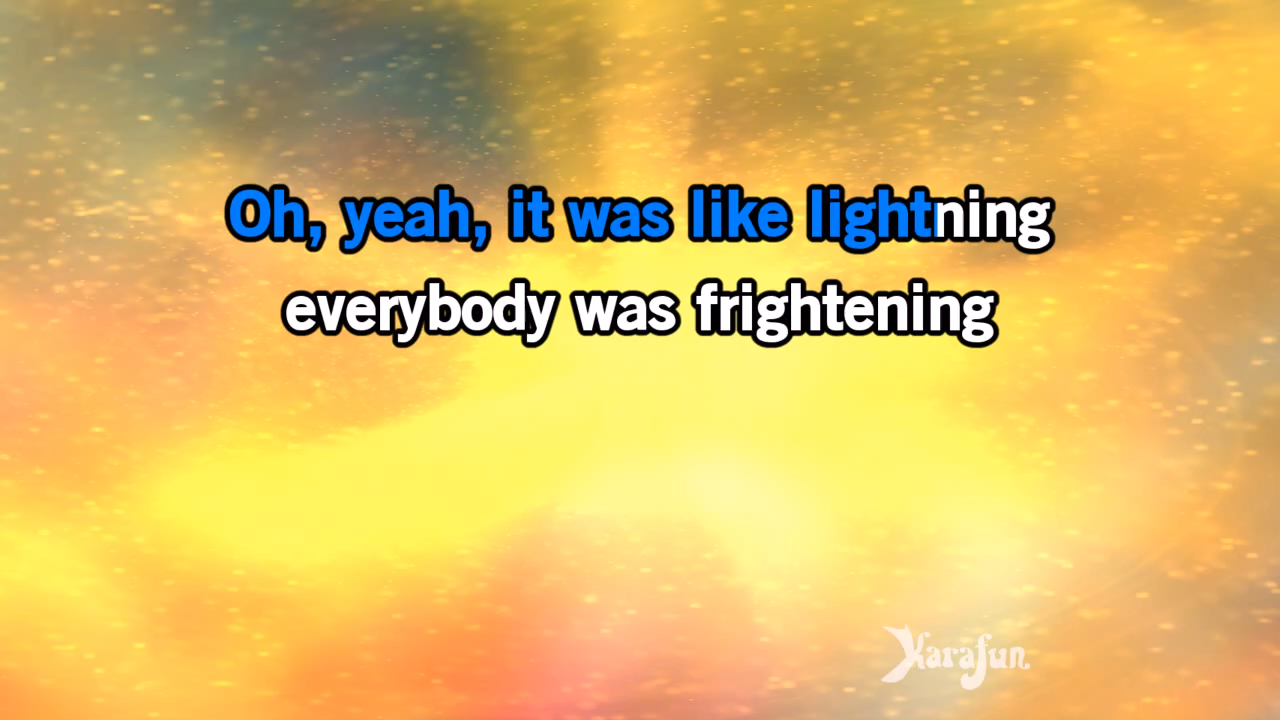 Oh, yeah, it was like lightning
everybody was frightening
Karafun